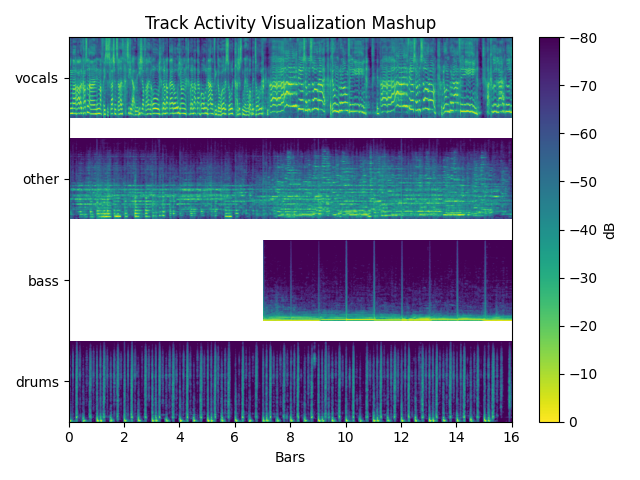 Track Activity Visualization Mashup
vocals
other
bass
drums
0 2 4 6 8 10 12 14 16
Bars
−80
−70
−60
−50
−40
−30
−20
−10
0
dB